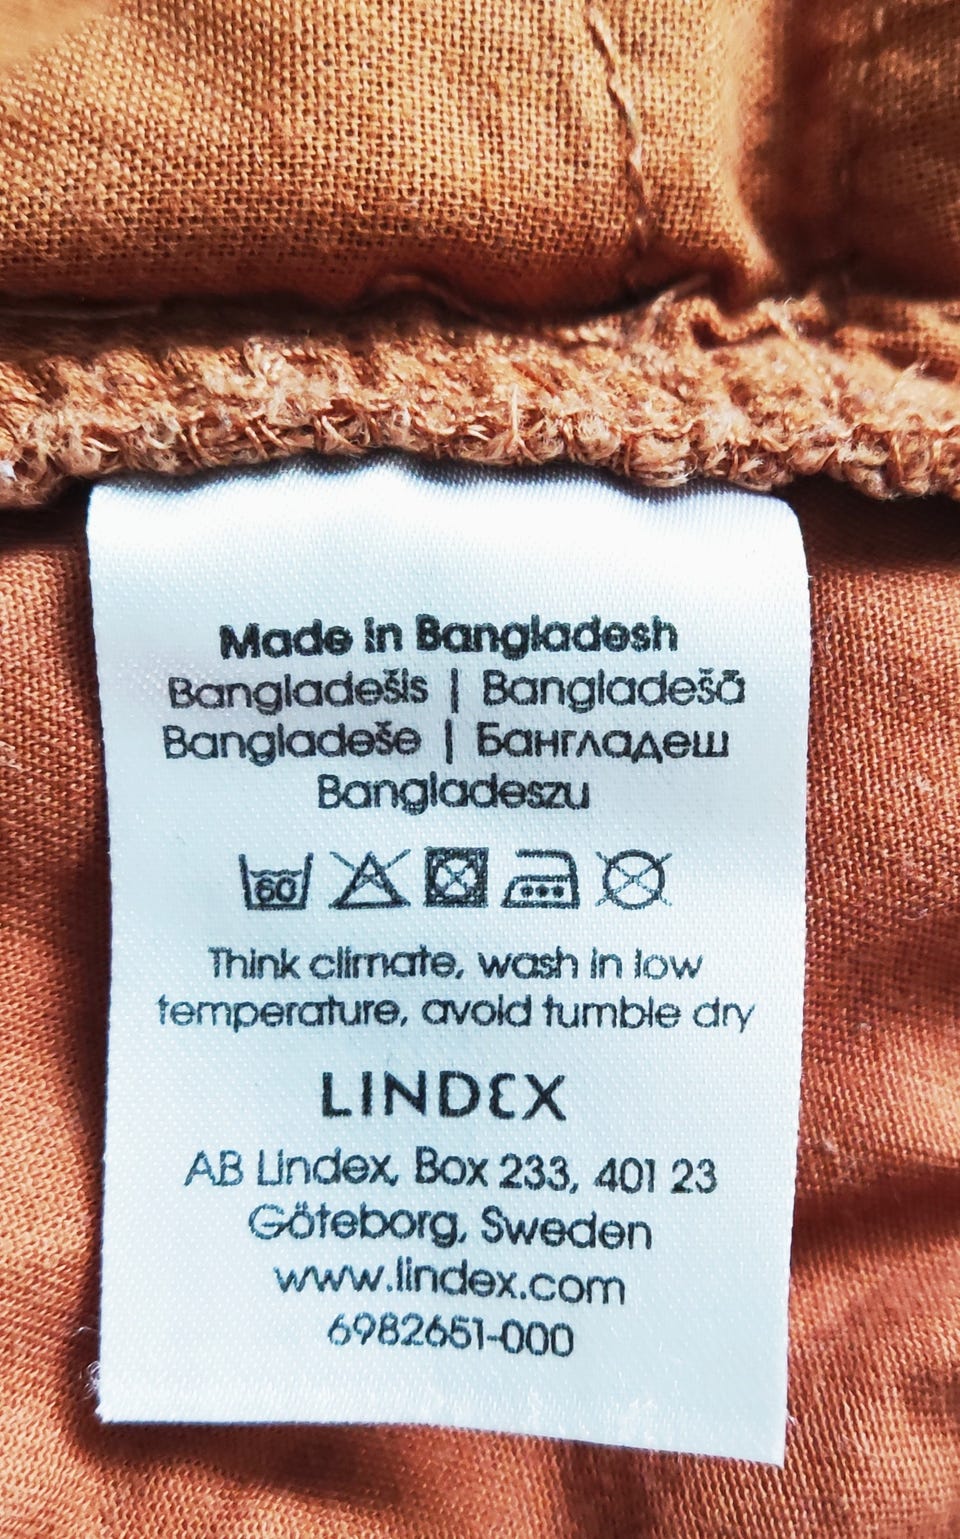 Made in Bangladesh
Bangladešis | Bangladešā
Bangladeše | Бангладеш
Bangladeszu
60
Think climate, wash in low
temperature, avoid tumble dry
LINDEX
AB Lindex, Box 233, 401 23
Göteborg, Sweden
www.lindex.com
6982651-000